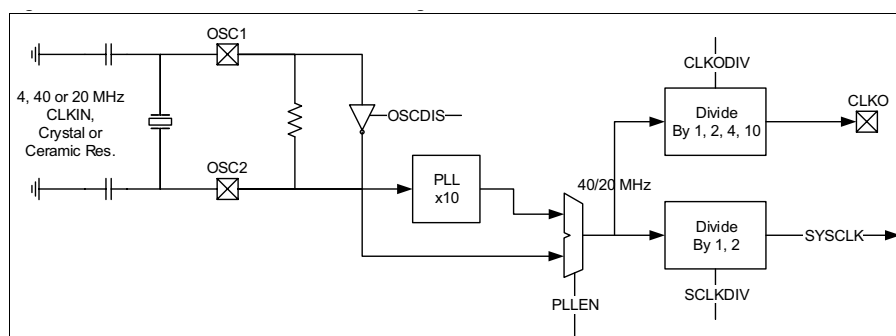 OSC1
4, 40 or 20 MHz
CLKIN,
Crystal or
Ceramic Res.
OSC2
OSCDIS
PLL
x10
40/20 MHz
PLLEN
CLKODIV
Divide
By 1, 2, 4, 10
CLKO
Divide
By 1, 2
SYSCLK
SCLKDIV